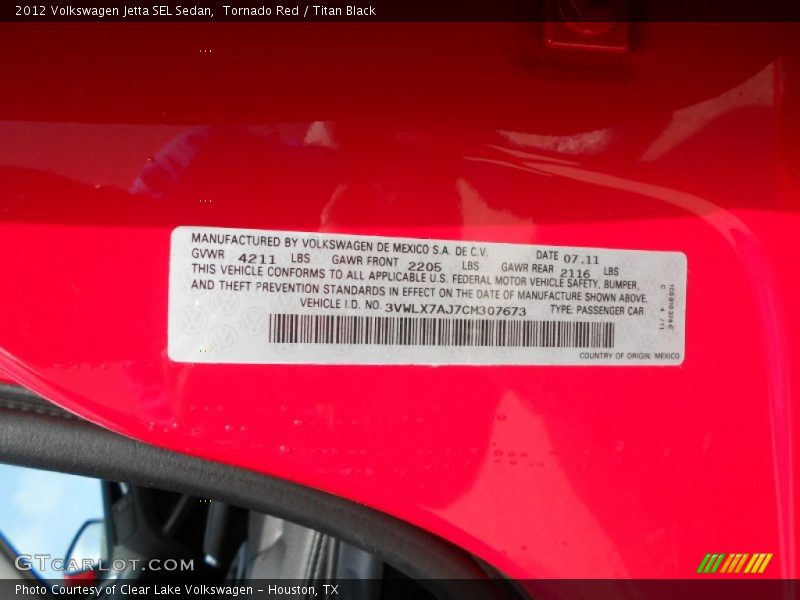 2012 Volkswagen Jetta SEL Sedan,  Tornado Red / Titan Black
MANUFACTURED BY VOLKSWAGEN DE MEXICO S.A. DE C.V. DATE 07.11
GVWR 4211 LBS GAWR FRONT 2205 LBS GAWR REAR 2116 LBS
THIS VEHICLE CONFORMS TO ALL APPLICABLE U.S. FEDERAL MOTOR VEHICLE SAFETY, BUMPER,
AND THEFT PREVENTION STANDARDS IN EFFECT ON THE DATE OF MANUFACTURE SHOWN ABOVE.
VEHICLE I.D. NO. 3VWLX7AJ7CM307673 TYPE: PASSENGER CAR
COUNTRY OF ORIGIN: MEXICO
GTCARLOT.COM
Photo Courtesy of Clear Lake Volkswagen - Houston, TX